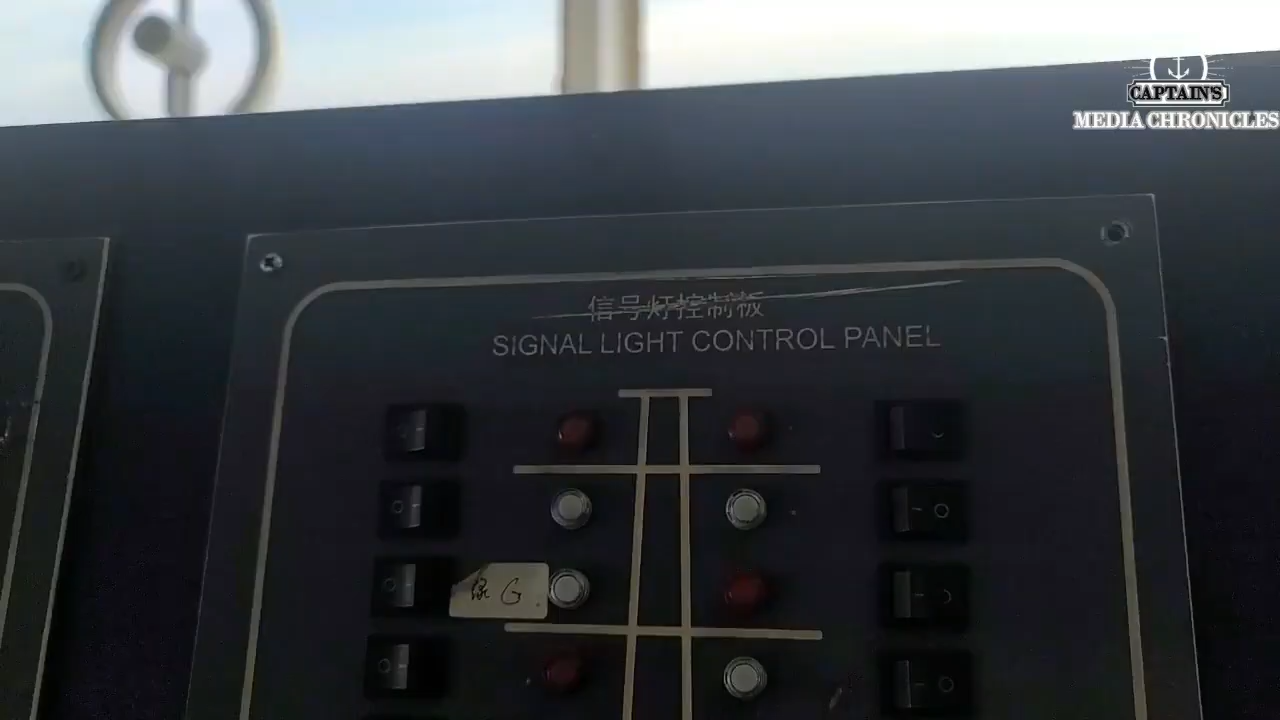 CAPTAIN'S
MEDIA CHRONICLES
信号灯控制板
SIGNAL LIGHT CONTROL PANEL
绿 G